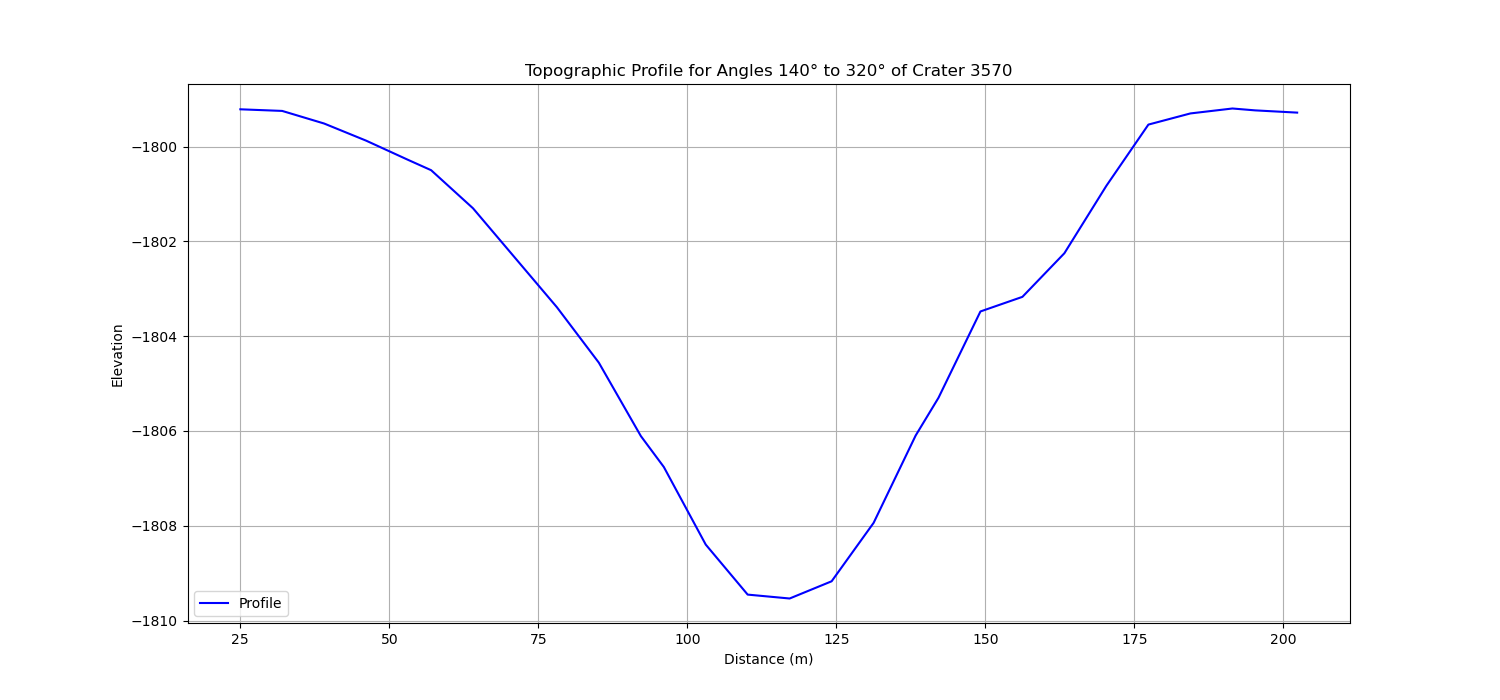 Topographic Profile for Angles 140° to 320° of Crater 3570
−1800
−1802
−1804
−1806
−1808
−1810
Elevation
Profile
25 50 75 100 125 150 175 200
Distance (m)